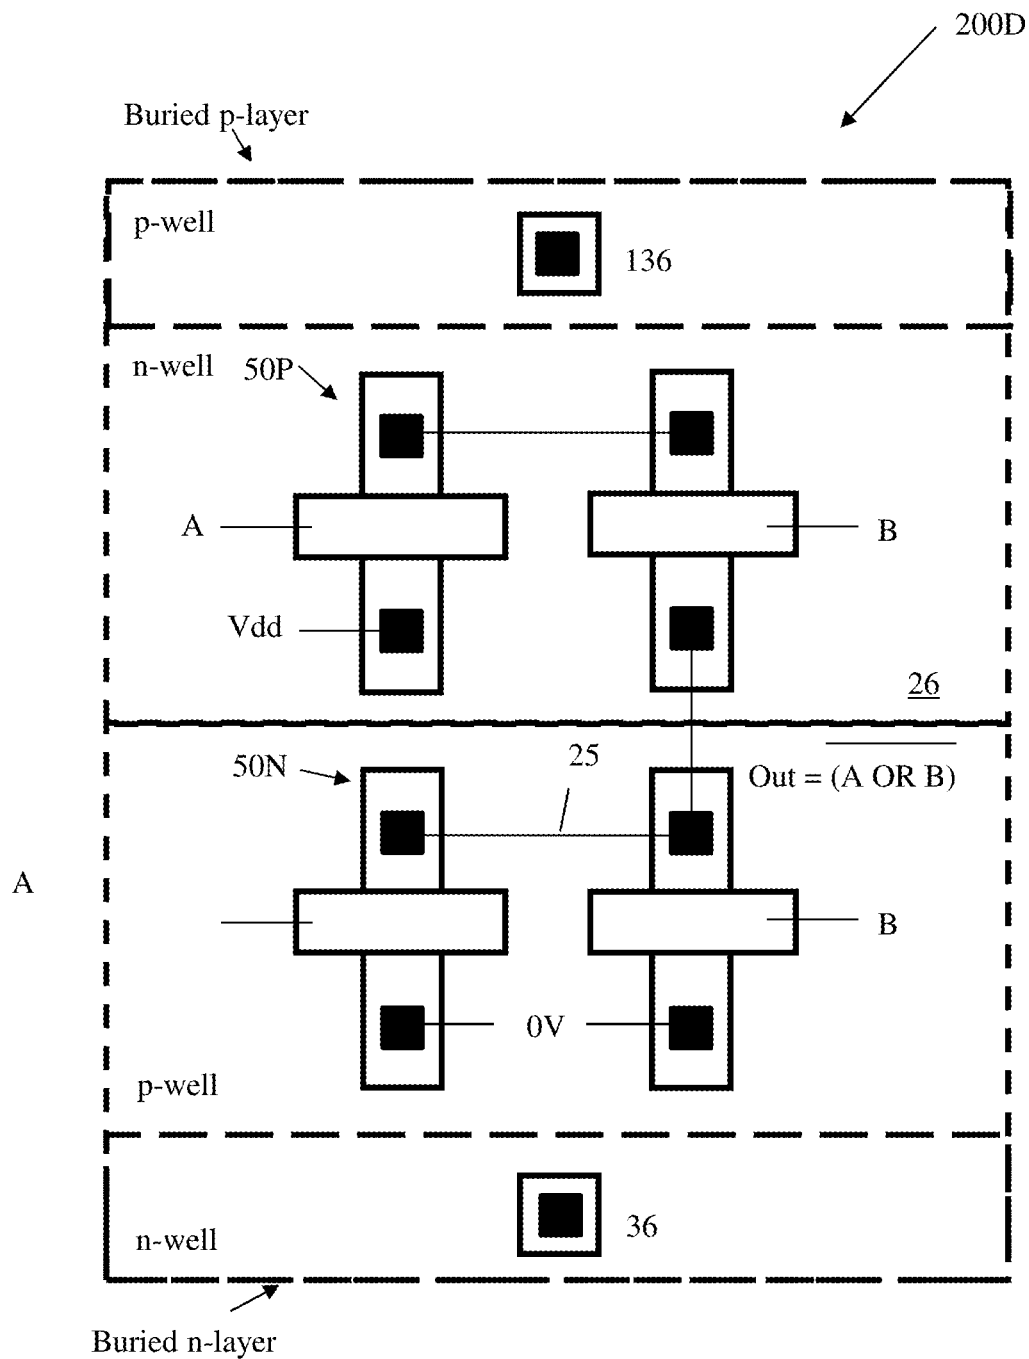 200D
Buried p-layer
p-well
136
n-well
50P
A
B
Vdd
26
50N
25
Out = (A OR B)
A
B
0V
p-well
36
n-well
Buried n-layer